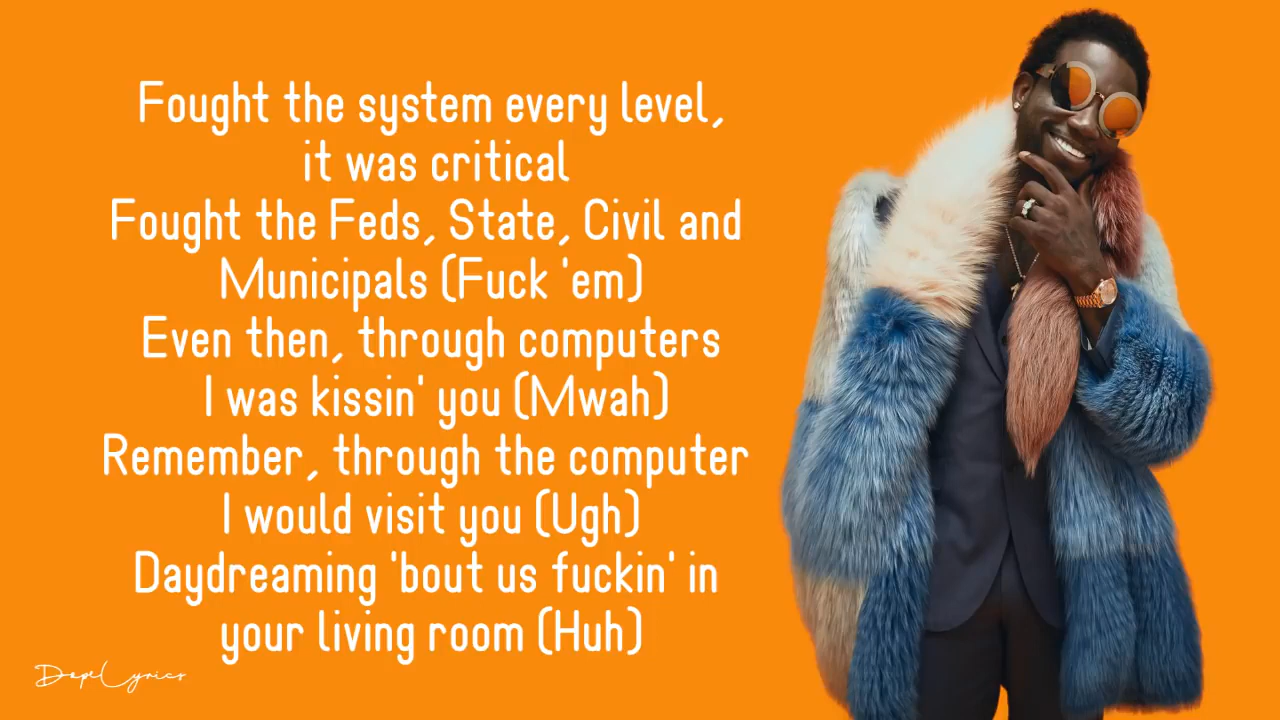 Fought the system every level,
it was critical
Fought the Feds, State, Civil and
Municipals (Fuck 'em)
Even then, through computers
I was kissin' you (Mwah)
Remember, through the computer
I would visit you (Ugh)
Daydreaming 'bout us fuckin' in
your living room (Huh)
DopeLyrics